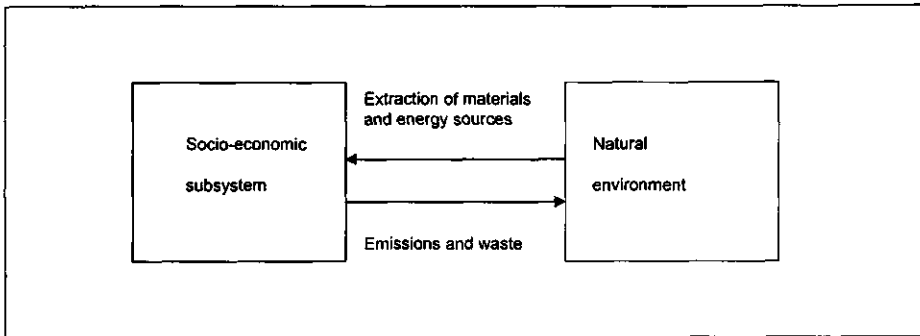 Extraction of materials
and energy sources
Socio-economic
subsystem
Natural
environment
Emissions and waste